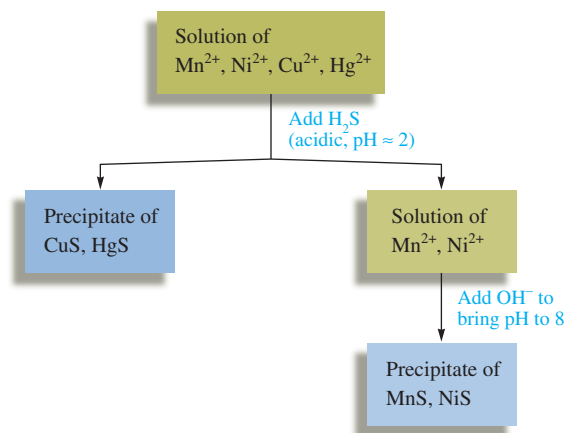 Solution of
Mn²⁺, Ni²⁺, Cu²⁺, Hg²⁺
Add H₂S
(acidic, pH ≈ 2)
Precipitate of
CuS, HgS
Solution of
Mn²⁺, Ni²⁺
Add OH⁻ to
bring pH to 8
Precipitate of
MnS, NiS